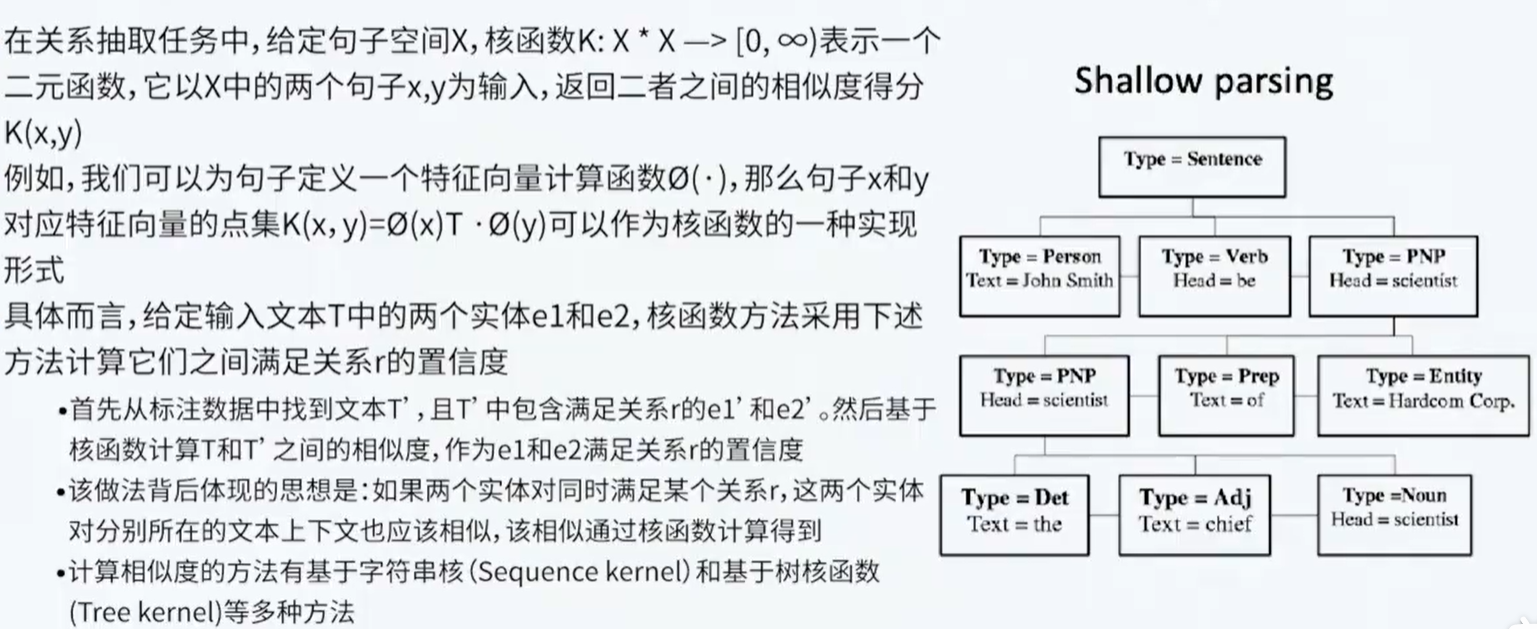 在关系抽取任务中,给定句子空间X,核函数K: X * X —> [0, ∞)表示一个
二元函数,它以X中的两个句子x,y为输入,返回二者之间的相似度得分
K(x,y)
例如,我们可以为句子定义一个特征向量计算函数Ø(·),那么句子x和y
对应特征向量的点集K(x, y)=Ø(x)T ·Ø(y)可以作为核函数的一种实现
形式
具体而言,给定输入文本T中的两个实体e1和e2,核函数方法采用下述
方法计算它们之间满足关系r的置信度
•首先从标注数据中找到文本T’,且T’中包含满足关系r的e1’和e2’。然后基于
核函数计算T和T’之间的相似度,作为e1和e2满足关系r的置信度
•该做法背后体现的思想是:如果两个实体对同时满足某个关系r,这两个实体
对分别所在的文本上下文也应该相似,该相似通过核函数计算得到
•计算相似度的方法有基于字符串核(Sequence kernel)和基于树核函数
(Tree kernel)等多种方法
Shallow parsing
Type = Sentence
Type = Person
Text = John Smith
Type = Verb
Head = be
Type = PNP
Head = scientist
Type = PNP
Head = scientist
Type = Prep
Text = of
Type = Entity
Text = Hardcom Corp.
Type = Det
Text = the
Type = Adj
Text = chief
Type =Noun
Head = scientist